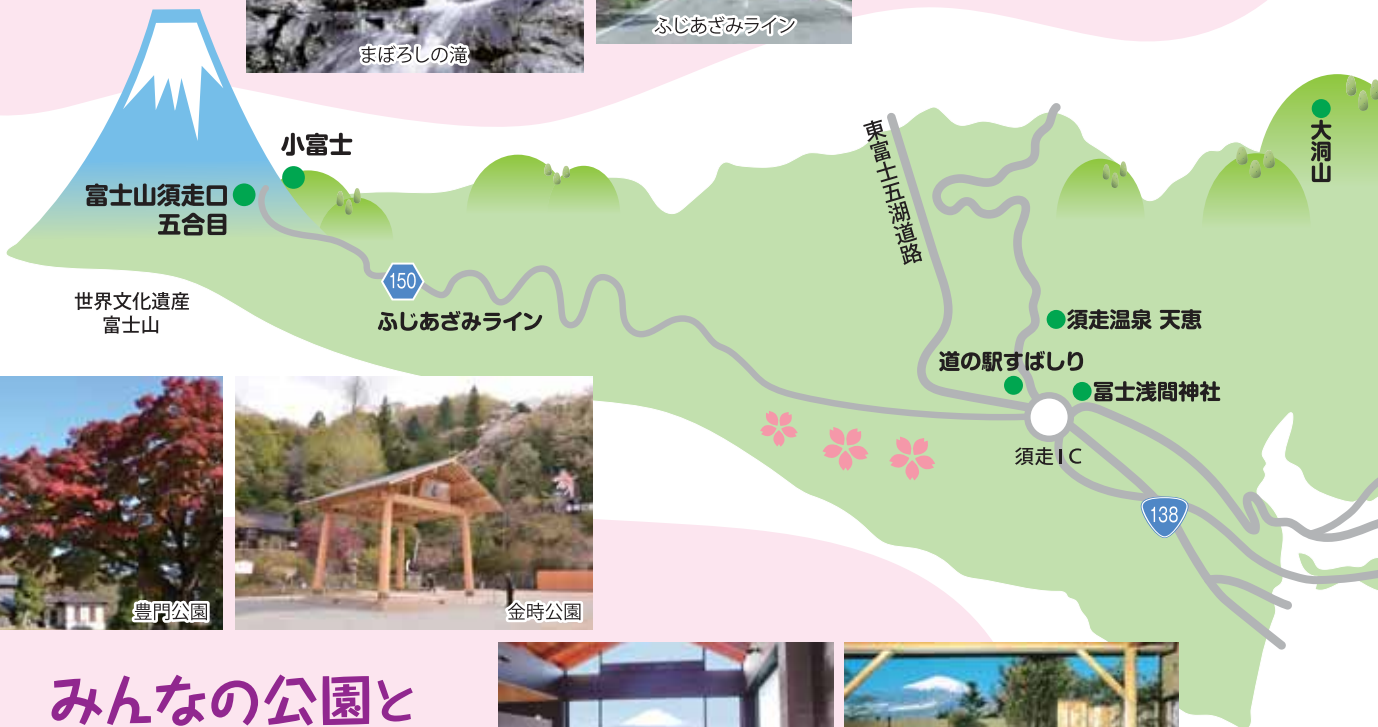 まぼろしの滝
ふじあざみライン
小富士
富士山須走口
五合目
世界文化遺産
富士山
150
ふじあざみライン
東富士五湖道路
大洞山
須走温泉 天恵
道の駅すばしり
冨士浅間神社
須走IC
138
豊門公園
金時公園
みんなの公園と